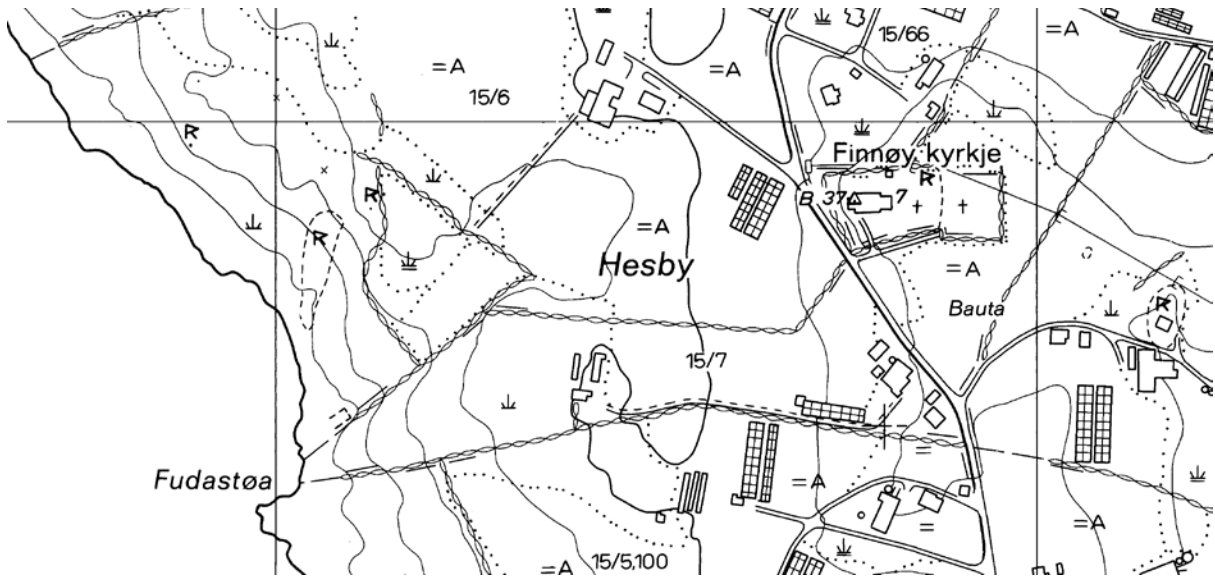 15/66
=A
=A
=A
15/6
Finnøy kyrkje
B 37 7
=A
Hesby
=A
Bauta
15/7
Fudastøa
=A
=
=A
=
=A 15/5,100